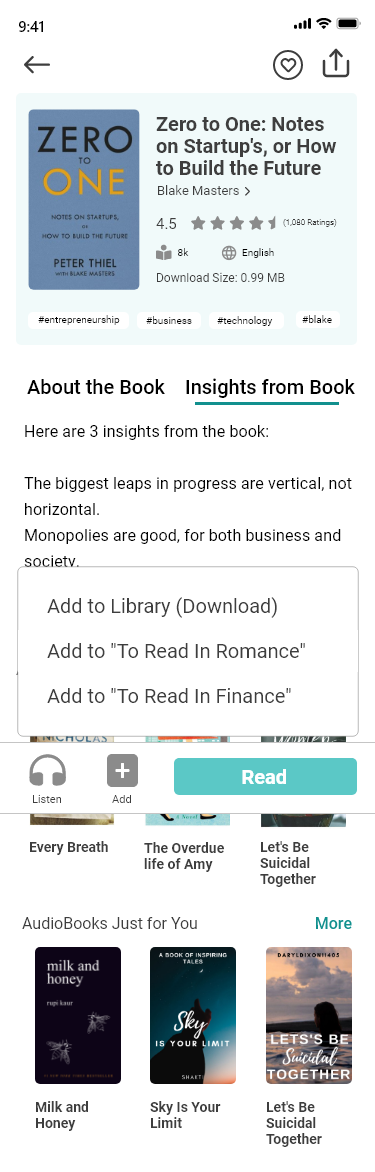 9:41
ZERO
TO
ONE
NOTES ON STARTUPS,
OR
HOW TO BUILD THE FUTURE
PETER THIEL
WITH BLAKE MASTERS
Zero to One: Notes
on Startup's, or How
to Build the Future
Blake Masters
4.5 (1,080 Ratings)
8k English
Download Size: 0.99 MB
#entrepreneurship #business #technology #blake
About the Book Insights from Book
Here are 3 insights from the book:
The biggest leaps in progress are vertical, not
horizontal.
Monopolies are good, for both business and
society.
Add to Library (Download)
Add to "To Read In Romance"
Add to "To Read In Finance"
NICHOLAS
Listen Add Read
a Novel
Every Breath
The Overdue
life of Amy
Let's Be
Suicidal
Together
AudioBooks Just for You More
milk and
honey
rupi kaur
A BOOK OF INSPIRING
TALES
Sky
IS YOUR LIMIT
DARYLDIXON11405
LETS'S BE
Suicidal
TOGETHER
Milk and
Honey
Sky Is Your
Limit
Let's Be
Suicidal
Together